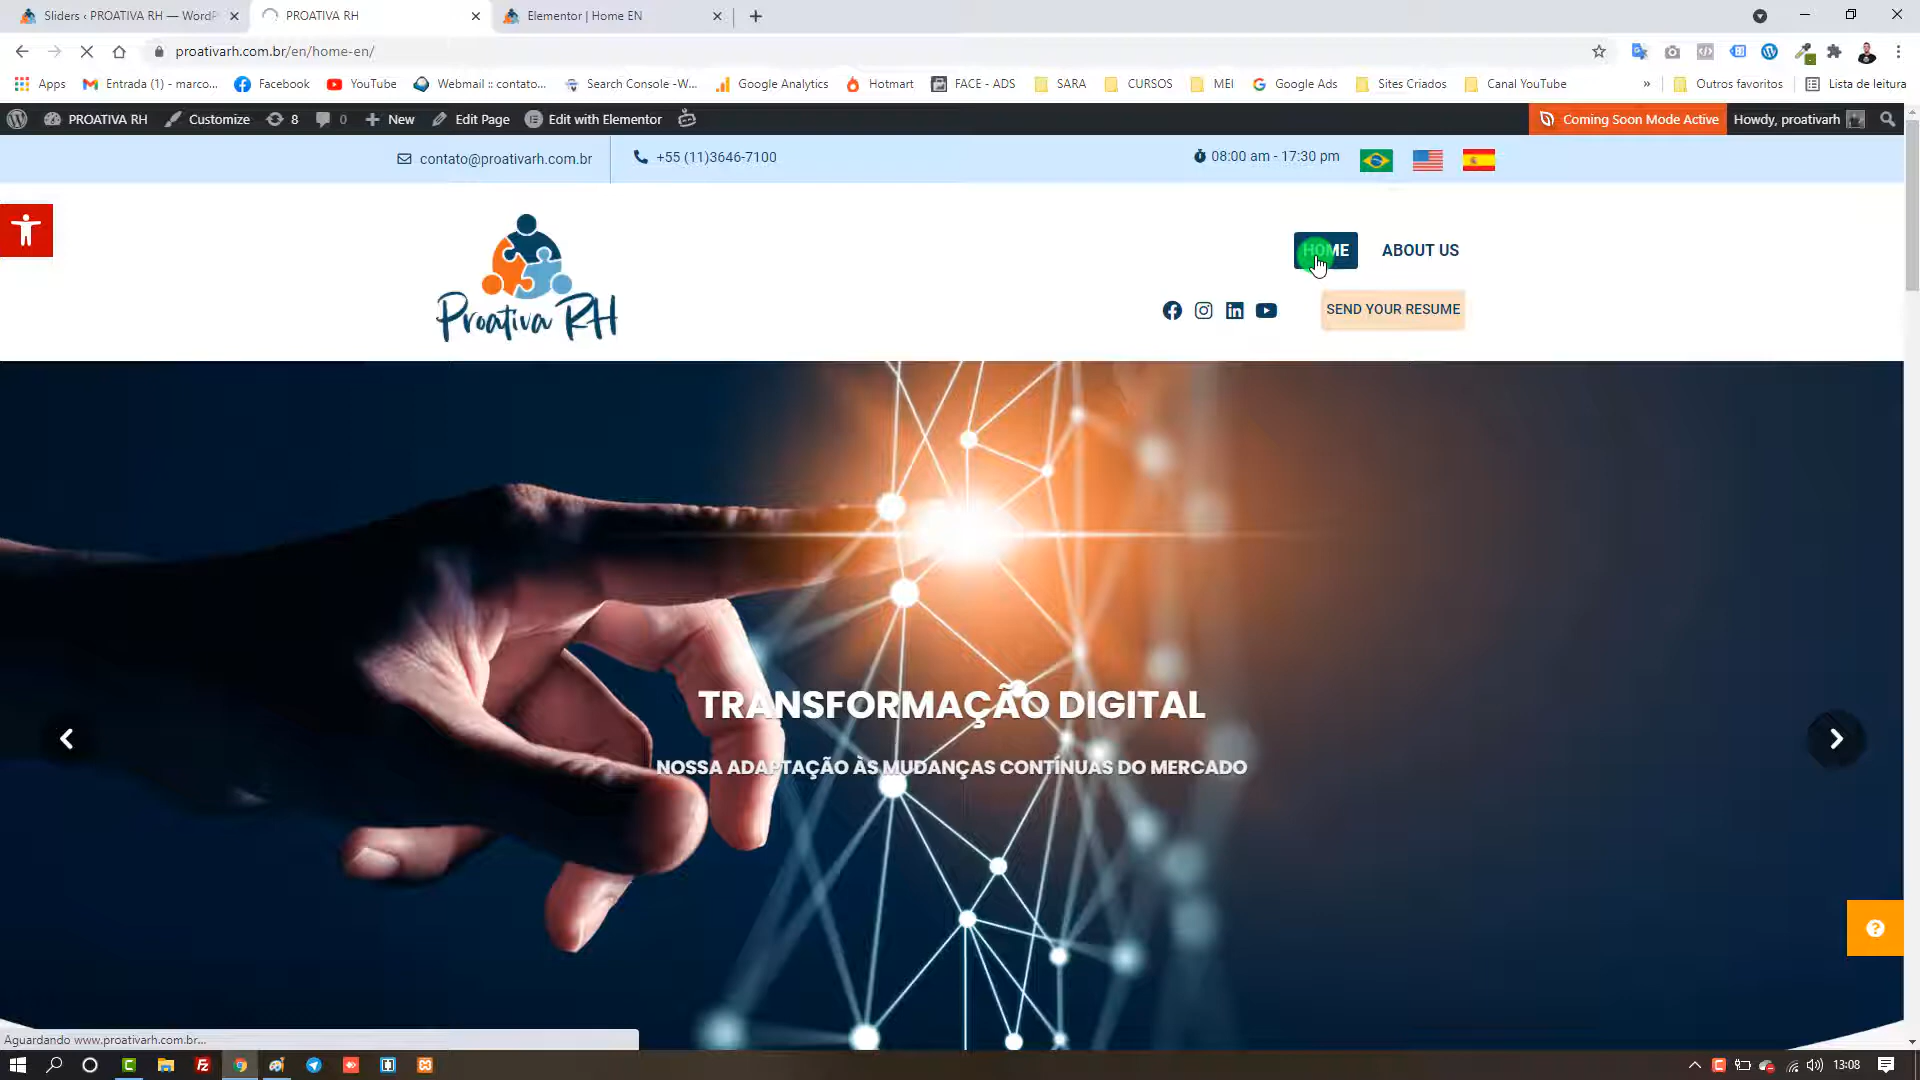 Sliders ‹ PROATIVA RH — WordP
PROATIVA RH
Elementor | Home EN
proativarh.com.br/en/home-en/
Apps
Entrada (1) - marco...
Facebook
YouTube
Webmail :: contato...
Search Console -W...
Google Analytics
Hotmart
FACE - ADS
SARA
CURSOS
MEI
Google Ads
Sites Criados
Canal YouTube
»
Outros favoritos
Lista de leitura
PROATIVA RH
Customize
8
0
New
Edit Page
Edit with Elementor
Coming Soon Mode Active
Howdy, proativarh
contato@proativarh.com.br
+55 (11)3646-7100
08:00 am - 17:30 pm
Proativa RH
HOME
ABOUT US
SEND YOUR RESUME
TRANSFORMAÇÃO DIGITAL
NOSSA ADAPTAÇÃO ÀS MUDANÇAS CONTÍNUAS DO MERCADO
Aguardando www.proativarh.com.br...
13:08